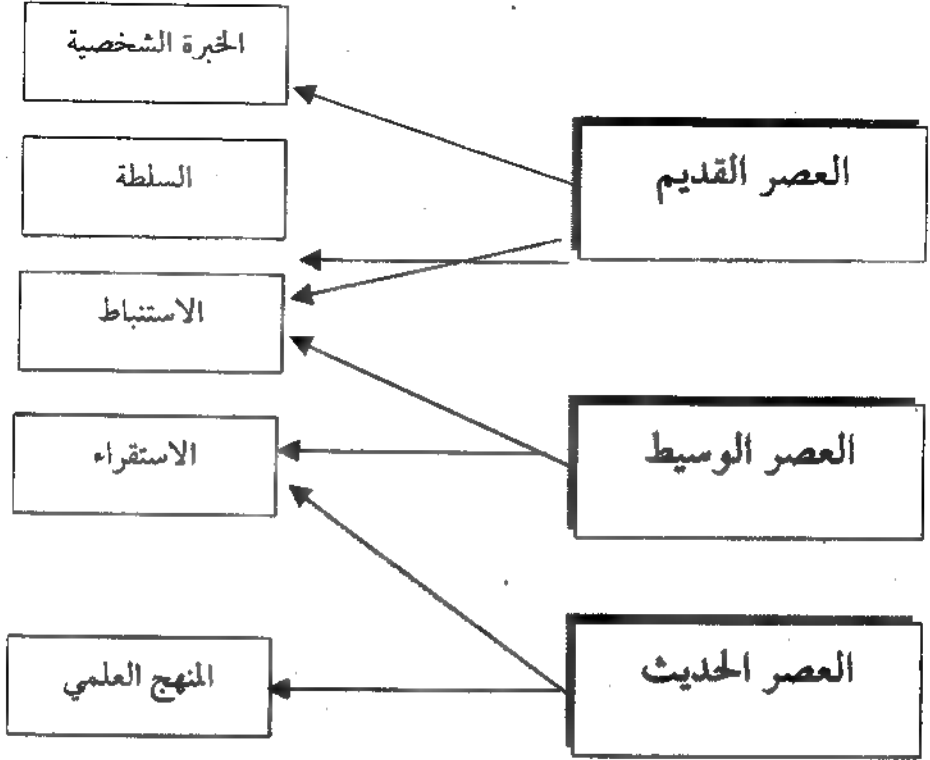 الخبرة الشخصية
العصر القديم
السلطة
الاستنباط
العصر الوسيط
الاستقراء
العصر الحديث
المنهج العلمي